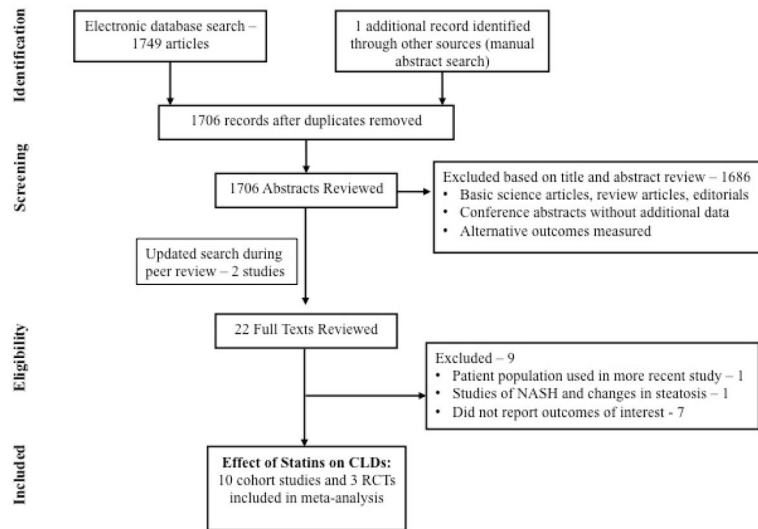 Identification
Electronic database search –
1749 articles
1 additional record identified
through other sources (manual
abstract search)
1706 records after duplicates removed
Screening
1706 Abstracts Reviewed
Excluded based on title and abstract review – 1686
• Basic science articles, review articles, editorials
• Conference abstracts without additional data
• Alternative outcomes measured
Updated search during
peer review – 2 studies
Eligibility
22 Full Texts Reviewed
Excluded – 9
• Patient population used in more recent study – 1
• Studies of NASH and changes in steatosis – 1
• Did not report outcomes of interest - 7
Included
Effect of Statins on CLDs:
10 cohort studies and 3 RCTs
included in meta-analysis